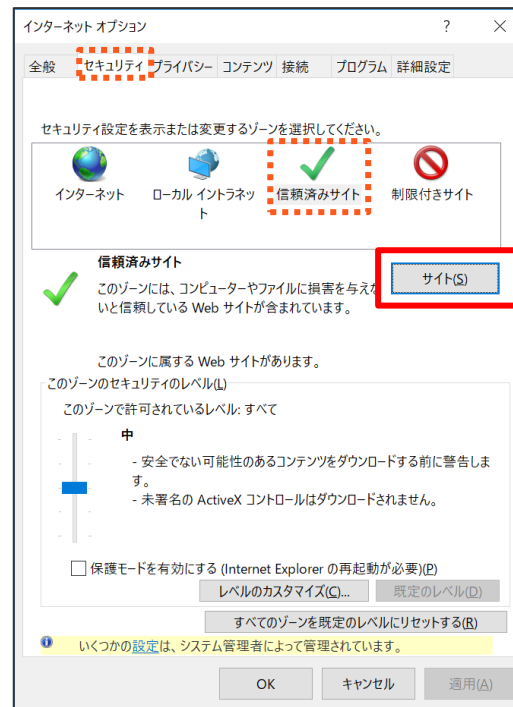 インターネット オプション ? ×
全般 セキュリティ プライバシー コンテンツ 接続 プログラム 詳細設定
セキュリティ設定を表示または変更するゾーンを選択してください。
インターネット ローカル イントラネッ 信頼済みサイト 制限付きサイト
ト
信頼済みサイト
サイト(S)
このゾーンには、コンピューターやファイルに損害を与えな
いと信頼している Web サイトが含まれています。
このゾーンに属する Web サイトがあります。
このゾーンのセキュリティのレベル(L)
このゾーンで許可されているレベル: すべて
中
- 安全でない可能性のあるコンテンツをダウンロードする前に警告しま
す。
- 未署名の ActiveX コントロールはダウンロードされません。
保護モードを有効にする (Internet Explorer の再起動が必要)(P)
レベルのカスタマイズ(C)... 既定のレベル(D)
すべてのゾーンを既定のレベルにリセットする(R)
いくつかの設定は、システム管理者によって管理されています。
OK キャンセル 適用(A)